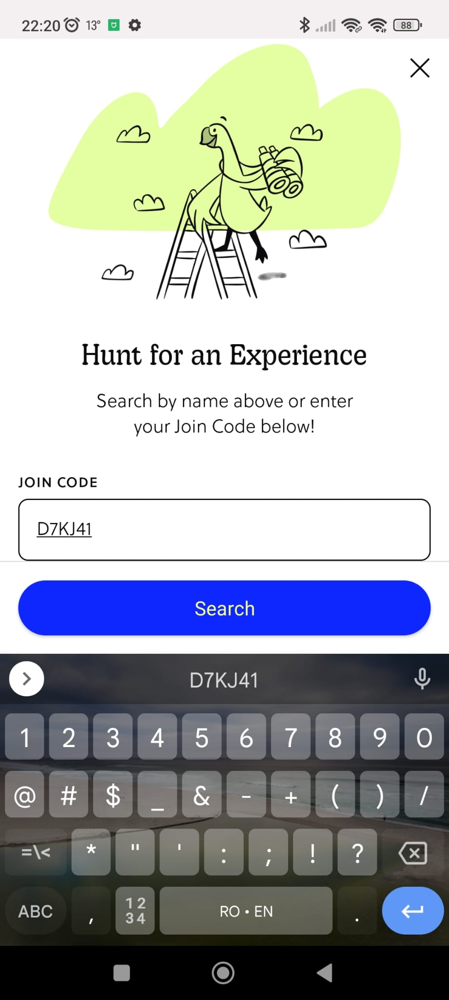 22:20 13° 88
Hunt for an Experience
Search by name above or enter
your Join Code below!
JOIN CODE
D7KJ41
Search
D7KJ41
1 2 3 4 5 6 7 8 9 0
@ # $ _ & - + ( ) /
=\< * " ' : ; ! ?
ABC , 12 34 RO • EN .